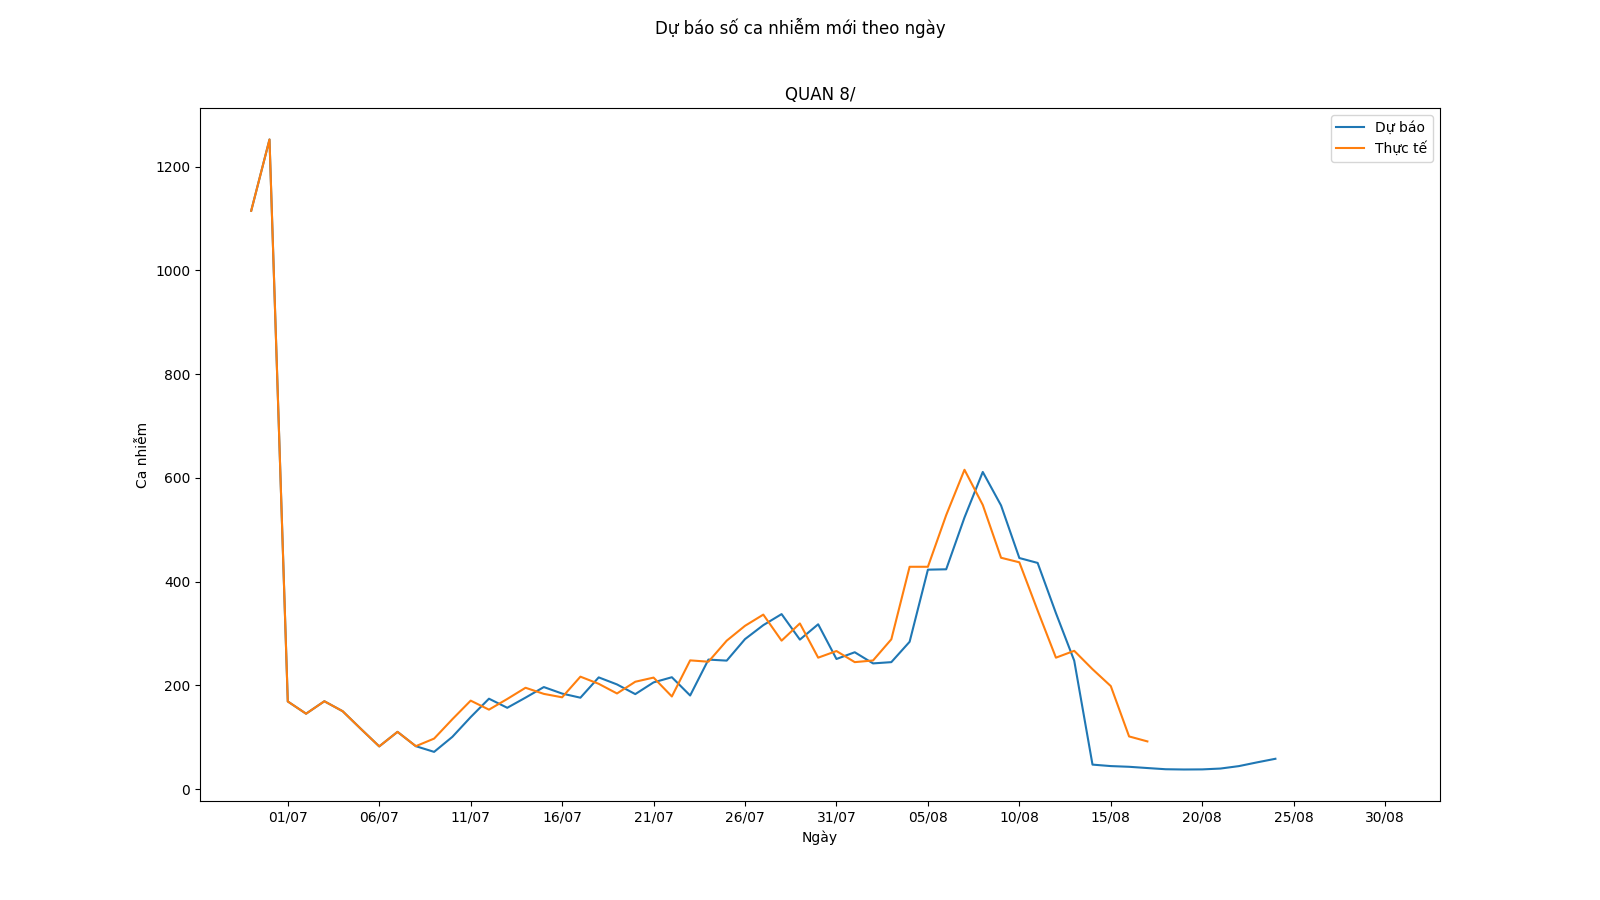 Dự báo số ca nhiễm mới theo ngày
QUAN 8/
Dự báo
Thực tế
1200
1000
800
600
400
200
0
Ca nhiễm
01/07 06/07 11/07 16/07 21/07 26/07 31/07 05/08 10/08 15/08 20/08 25/08 30/08
Ngày